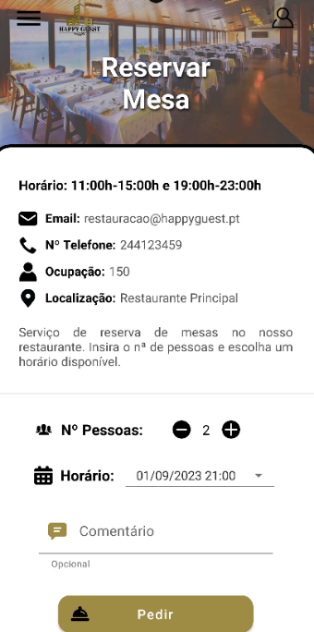 HAPPY GUEST
Reservar
Mesa
Horário: 11:00h-15:00h e 19:00h-23:00h
Email: restauracao@happyguest.pt
Nº Telefone: 244123459
Ocupação: 150
Localização: Restaurante Principal
Serviço de reserva de mesas no nosso
restaurante. Insira o nª de pessoas e escolha um
horário disponível.
Nº Pessoas: 2
Horário: 01/09/2023 21:00
Comentário
Opcional
Pedir